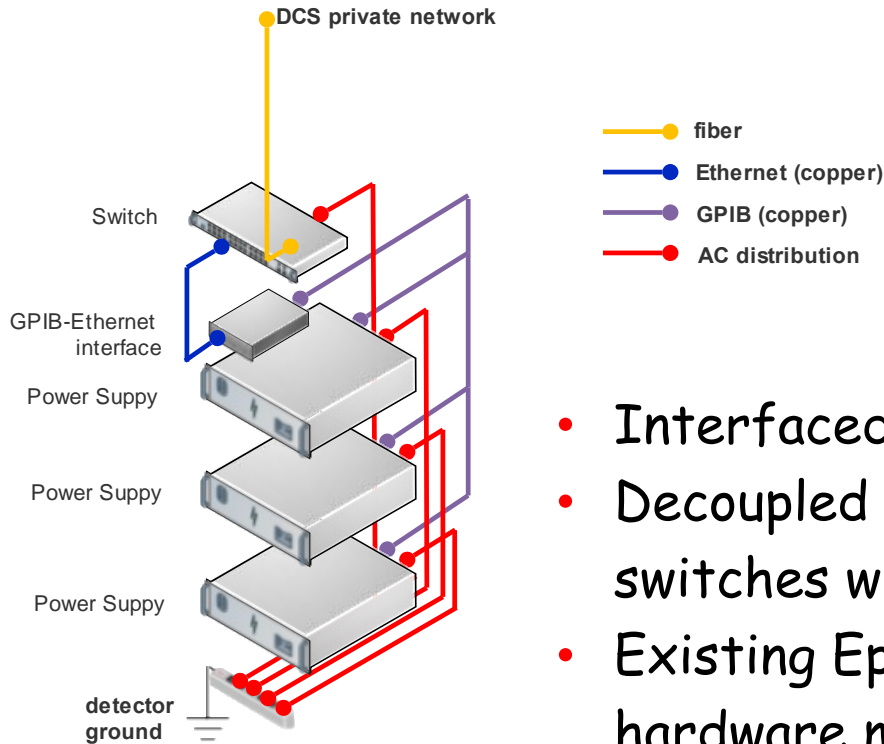 DCS private network
fiber
Ethernet (copper)
GPIB (copper)
AC distribution
Switch
GPIB-Ethernet
interface
Power Suppy
Power Suppy
Power Suppy
detector
ground
• Interfaced
• Decoupled
switches w
• Existing Ep
hardware